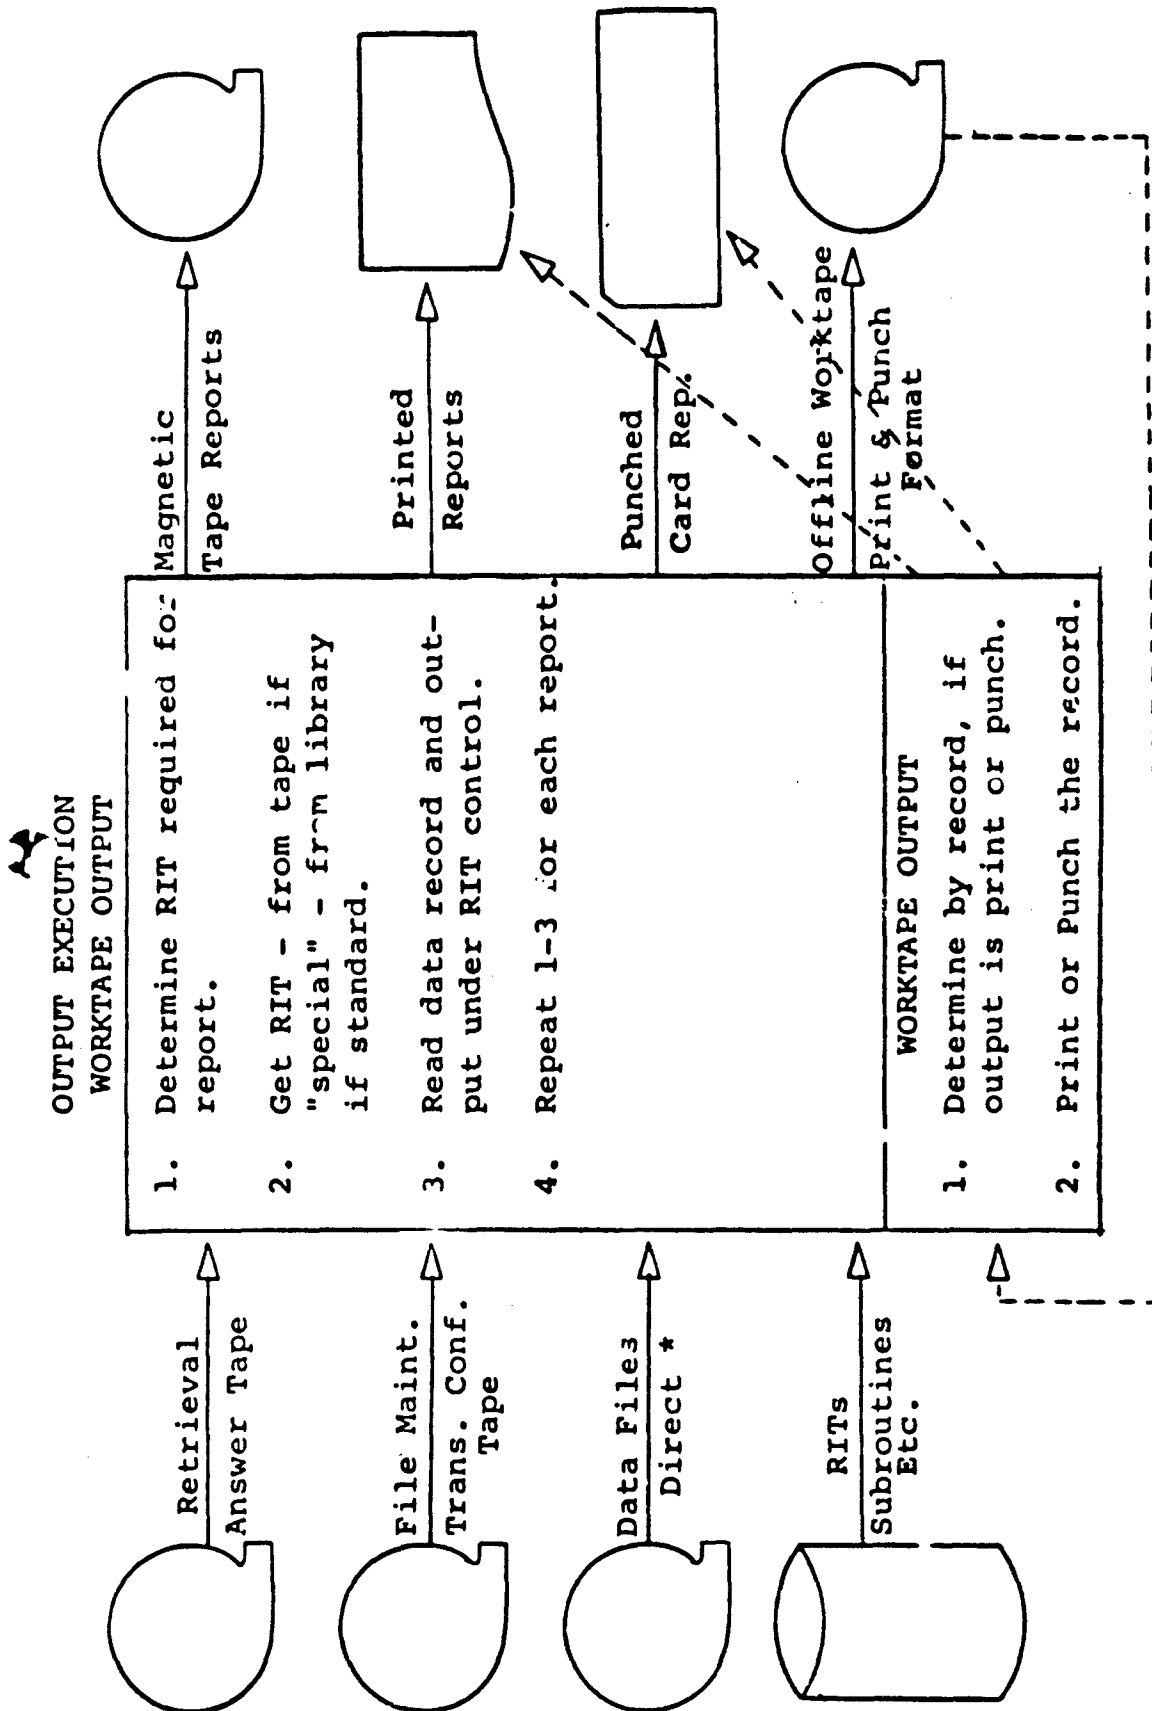 OUTPUT EXECUTION
WORKTAPE OUTPUT
Retrieval
Answer Tape
File Maint.
Trans. Conf.
Tape
Data Files
Direct *
RITs
Subroutines
Etc.
1. Determine RIT required for
report.
2. Get RIT - from tape if
"special" - from library
if standard.
3. Read data record and out-
put under RIT control.
4. Repeat 1-3 for each report.
WORKTAPE OUTPUT
1. Determine by record, if
output is print or punch.
2. Print or Punch the record.
Magnetic
Tape Reports
Printed
Reports
Punched
Card Rep.
Offline Worktape
Print & Punch
Format